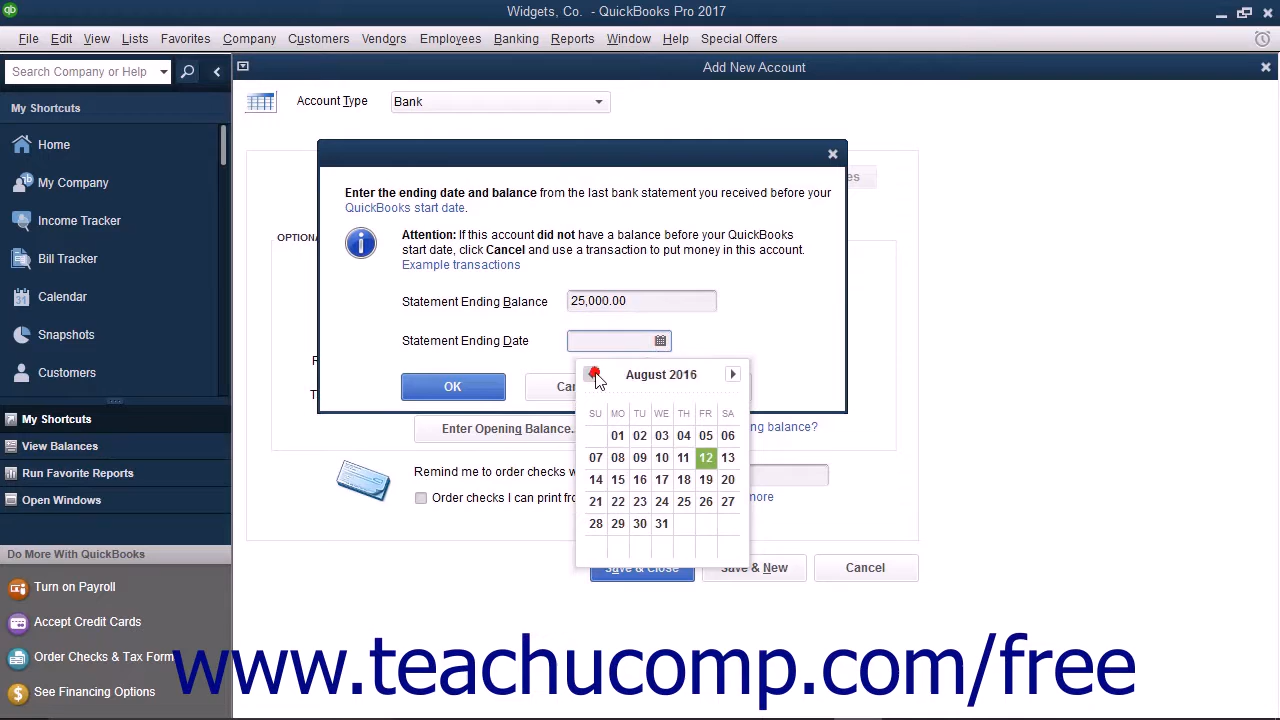 Widgets, Co. - QuickBooks Pro 2017
File Edit View Lists Favorites Company Customers Vendors Employees Banking Reports Window Help Special Offers
Search Company or Help
Add New Account
My Shortcuts
Account Type Bank
Home
My Company
Income Tracker
Bill Tracker
Calendar
31
Snapshots
Customers
Enter the ending date and balance from the last bank statement you received before your
QuickBooks start date.
Attention: If this account did not have a balance before your QuickBooks
start date, click Cancel and use a transaction to put money in this account.
Example transactions
Statement Ending Balance 25,000.00
Statement Ending Date
OK
August 2016
SU MO TU WE TH FR SA
01 02 03 04 05 06
07 08 09 10 11 12 13
14 15 16 17 18 19 20
21 22 23 24 25 26 27
28 29 30 31
Enter Opening Balance..
balance?
Remind me to order checks
Order checks I can print
more
Save & Close Save & New Cancel
My Shortcuts
View Balances
Run Favorite Reports
Open Windows
Do More With QuickBooks
Turn on Payroll
Accept Credit Cards
Order Checks & Tax Form
See Financing Options
www.teachucomp.com/free